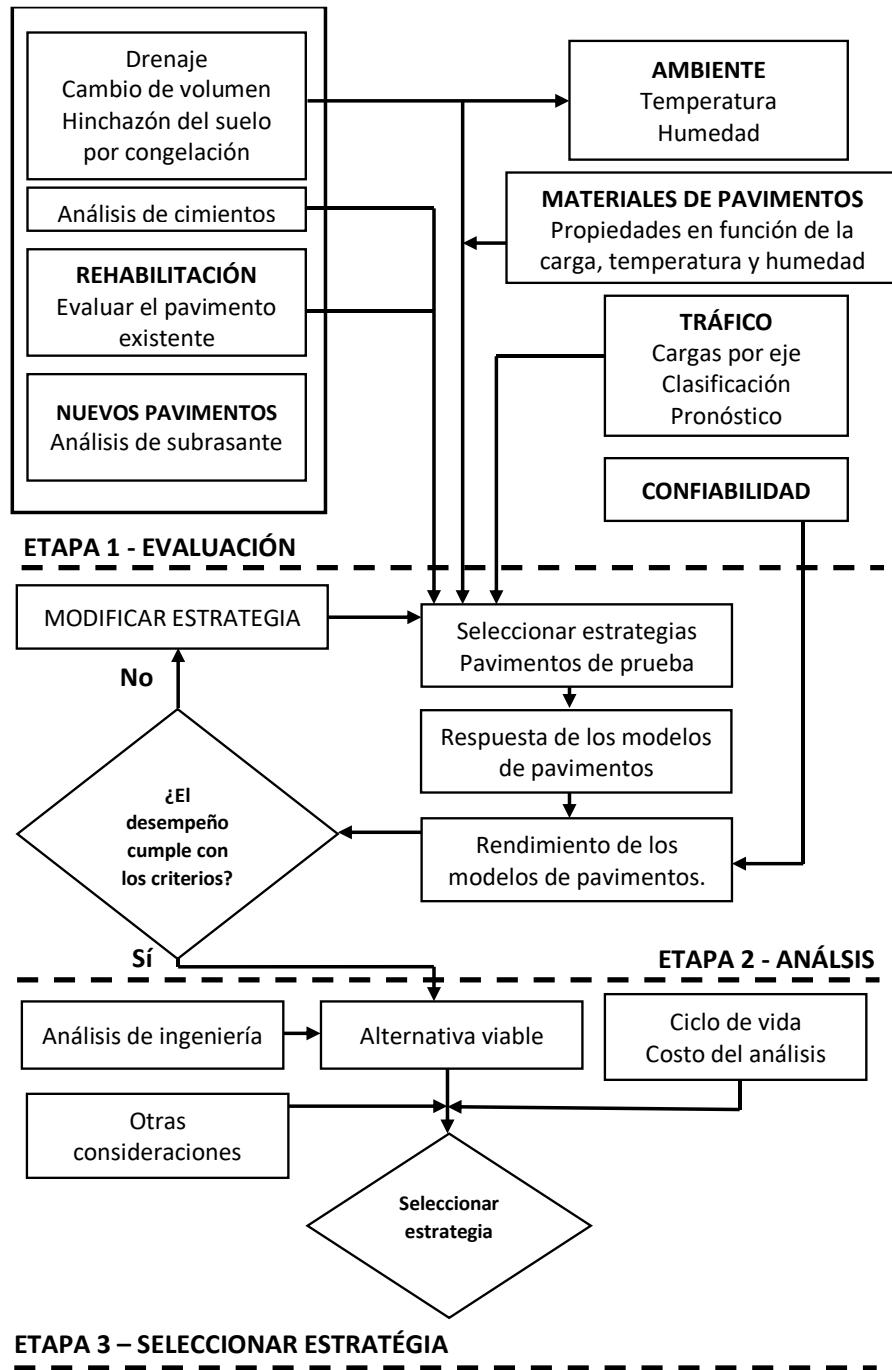 Drenaje
Cambio de volumen
Hinchazón del suelo
por congelación
AMBIENTE
Temperatura
Humedad
Análisis de cimientos
MATERIALES DE PAVIMENTOS
Propiedades en función de la
carga, temperatura y humedad
REHABILITACIÓN
Evaluar el pavimento
existente
TRÁFICO
Cargas por eje
Clasificación
Pronóstico
NUEVOS PAVIMENTOS
Análisis de subrasante
CONFIABILIDAD
ETAPA 1 - EVALUACIÓN
MODIFICAR ESTRATEGIA
Seleccionar estrategias
Pavimentos de prueba
No
Respuesta de los modelos
de pavimentos
¿El
desempeño
cumple con
los criterios?
Rendimiento de los
modelos de pavimentos.
Sí
ETAPA 2 - ANÁLSIS
Análisis de ingeniería
Alternativa viable
Ciclo de vida
Costo del análisis
Otras
consideraciones
Seleccionar
estrategia
ETAPA 3 – SELECCIONAR ESTRATÉGIA